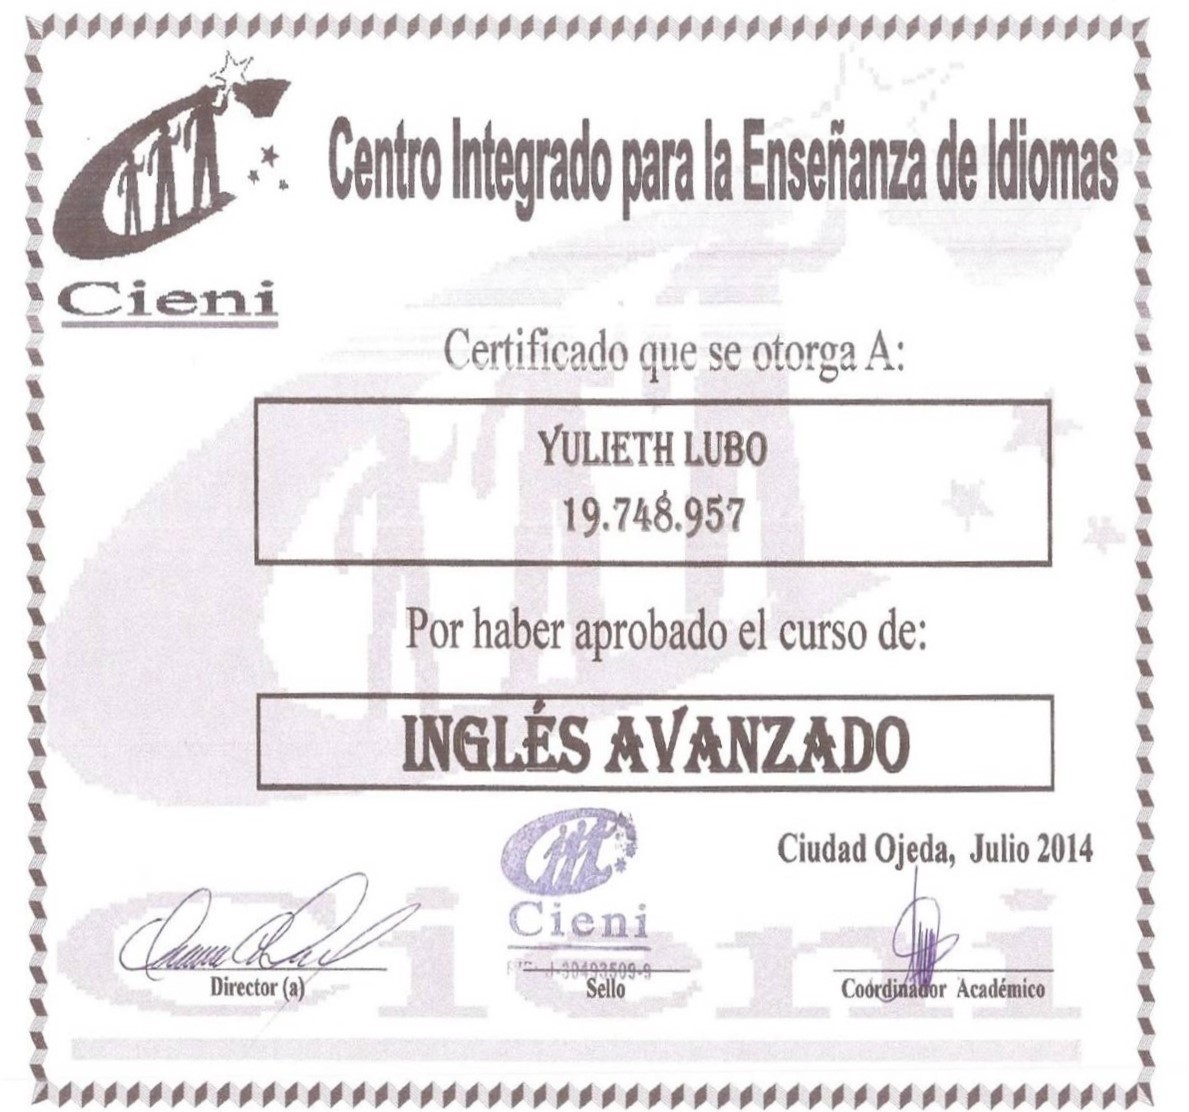 Centro Integrado para la Enseñanza de Idiomas
Cieni
Certificado que se otorga A:
YULIETH LUBO
19.748.957
Por haber aprobado el curso de:
INGLÉS AVANZADO
Ciudad Ojeda, Julio 2014
Cieni
J-30493509-9
Director (a)
Sello
Coordinador Académico
Cieni